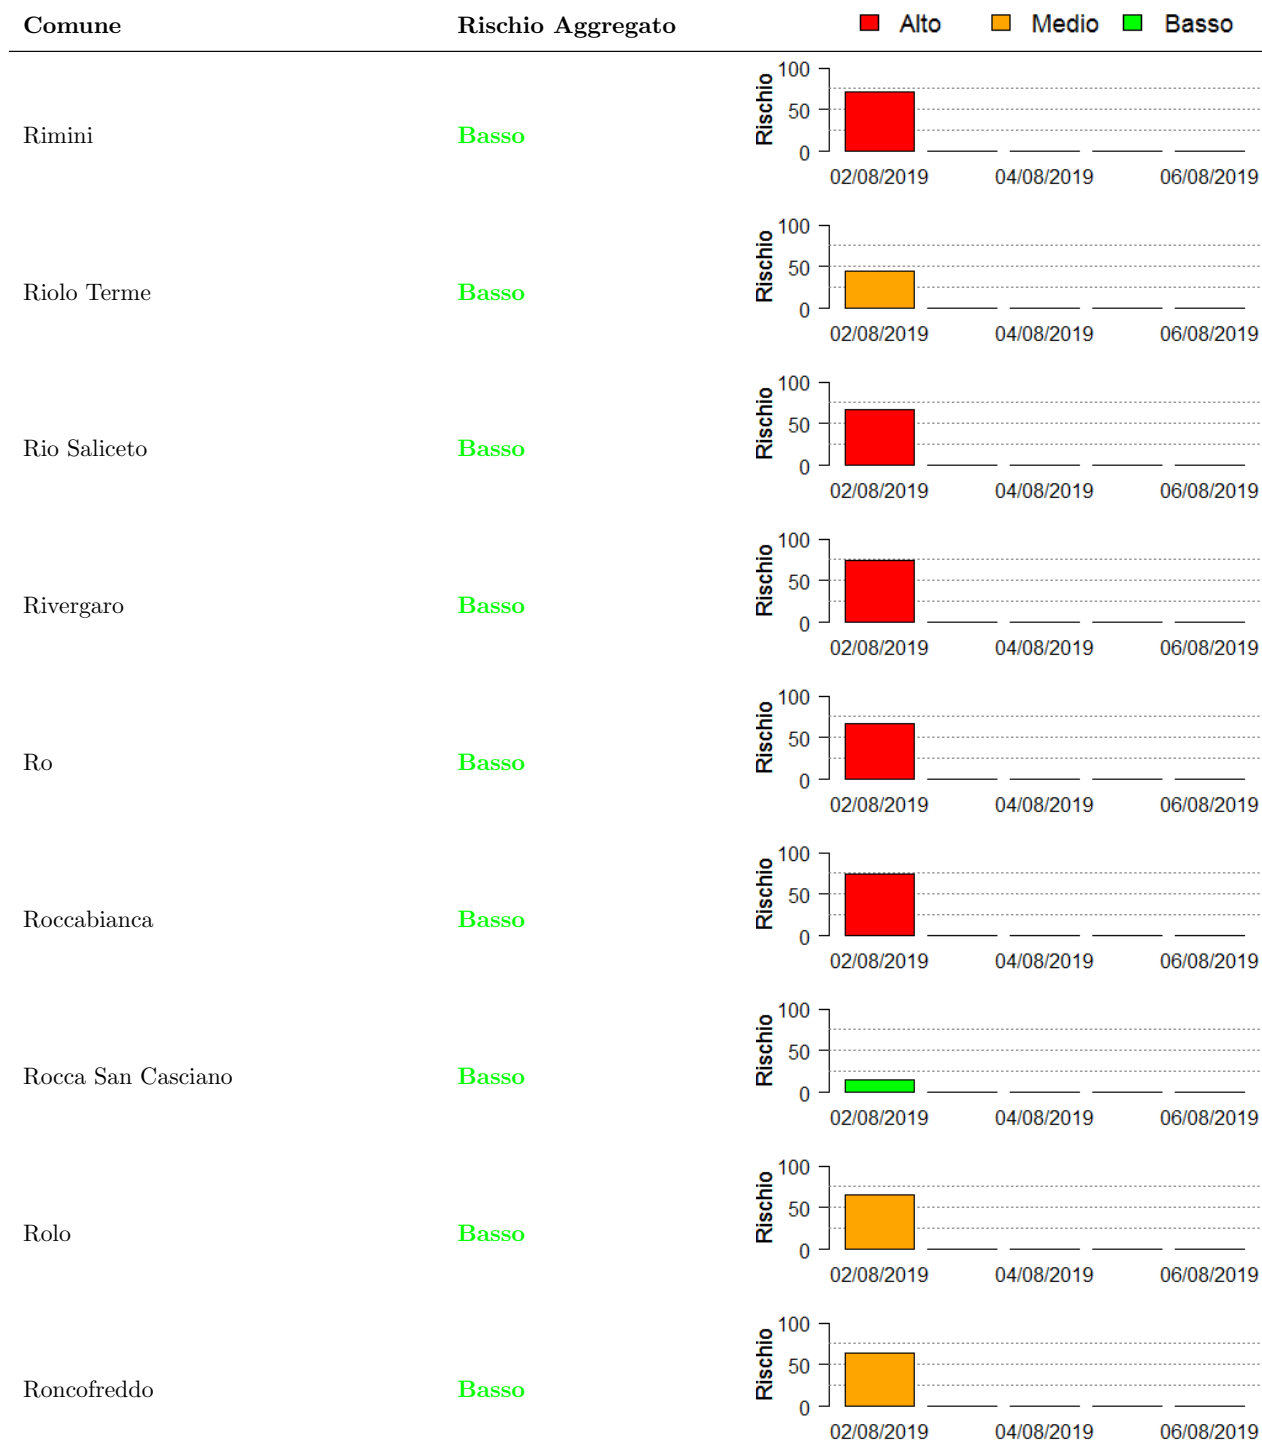 Comune Rischio Aggregato Alto Medio Basso
100
50
0
Rischio
Rimini Basso
02/08/2019 04/08/2019 06/08/2019
100
50
0
Rischio
Riolo Terme Basso
02/08/2019 04/08/2019 06/08/2019
100
50
0
Rischio
Rio Saliceto Basso
02/08/2019 04/08/2019 06/08/2019
100
50
0
Rischio
Rivergaro Basso
02/08/2019 04/08/2019 06/08/2019
100
50
0
Rischio
Ro Basso
02/08/2019 04/08/2019 06/08/2019
100
50
0
Rischio
Roccabianca Basso
02/08/2019 04/08/2019 06/08/2019
100
50
0
Rischio
Rocca San Casciano Basso
02/08/2019 04/08/2019 06/08/2019
100
50
0
Rischio
Rolo Basso
02/08/2019 04/08/2019 06/08/2019
100
50
0
Rischio
Roncofreddo Basso
02/08/2019 04/08/2019 06/08/2019